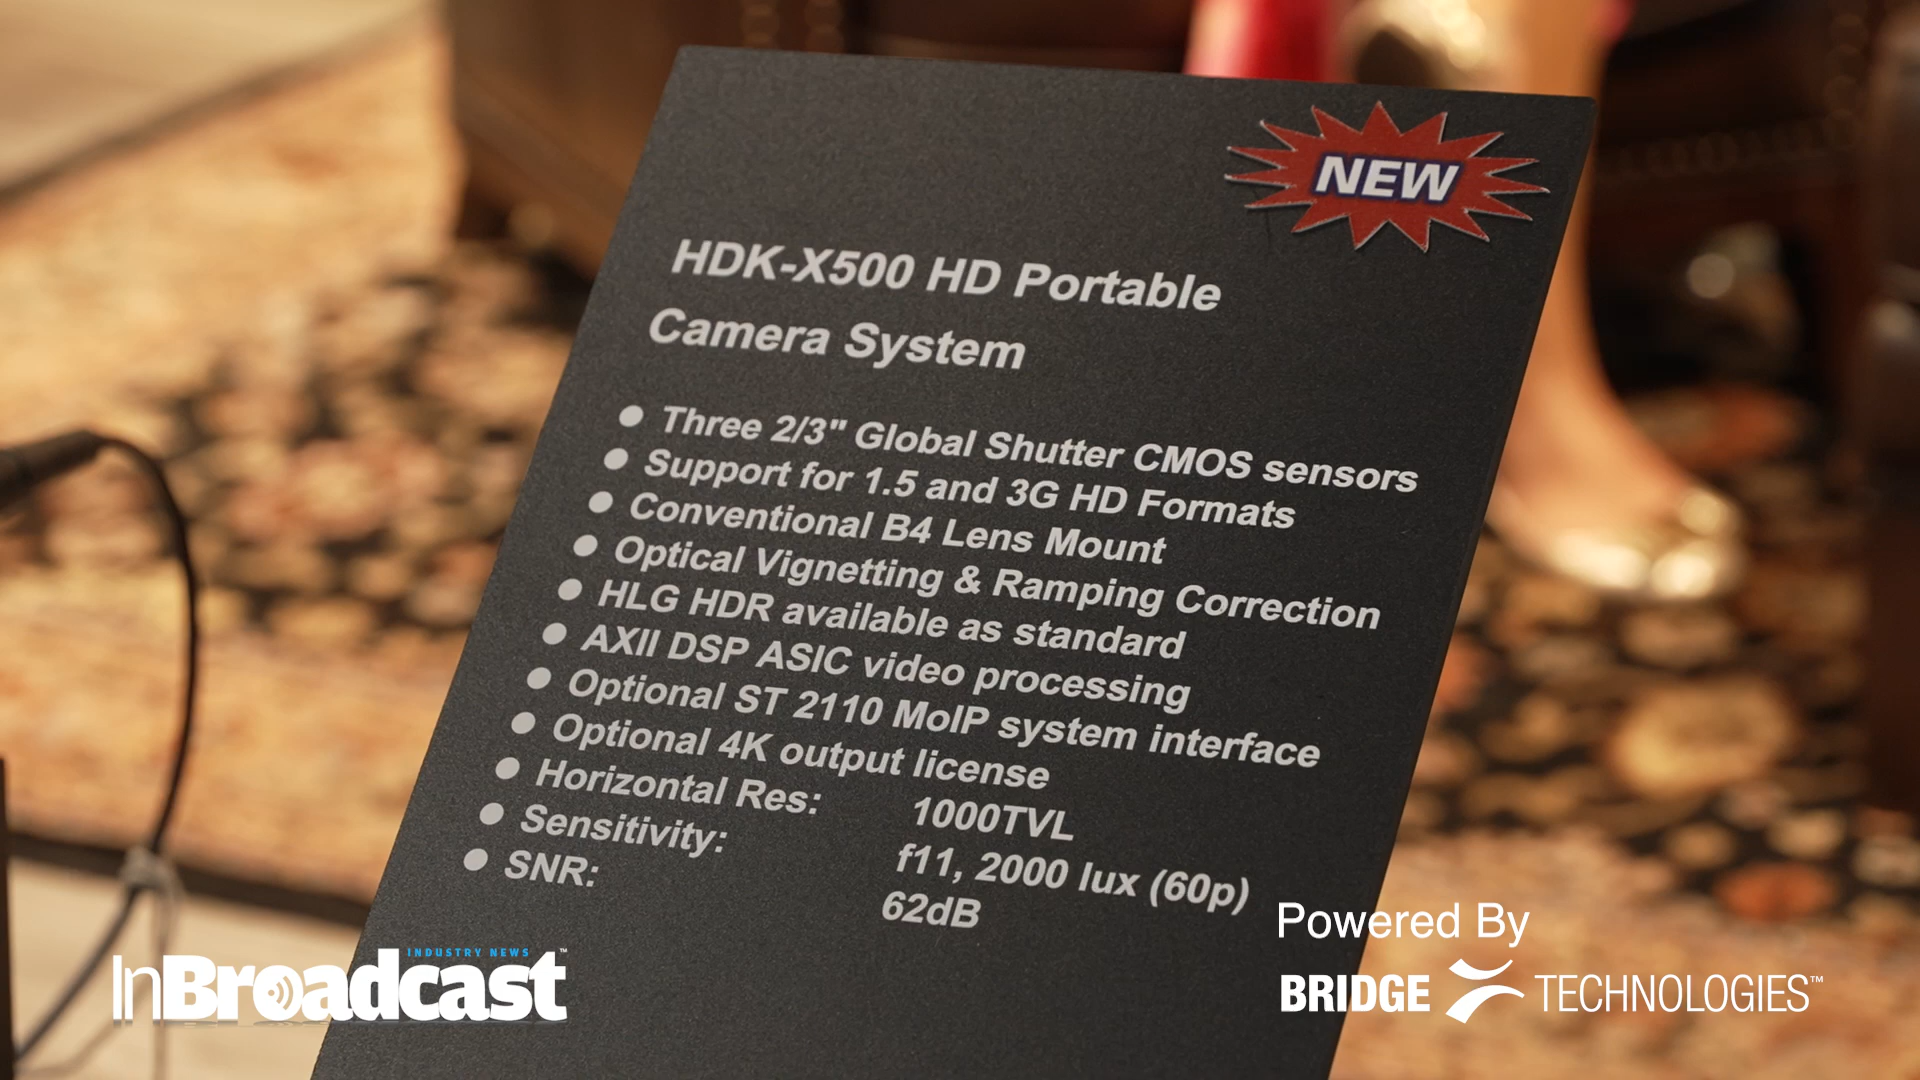 NEW
HDK-X500 HD Portable
Camera System
● Three 2/3" Global Shutter CMOS sensors
● Support for 1.5 and 3G HD Formats
● Conventional B4 Lens Mount
● Optical Vignetting & Ramping Correction
● HLG HDR available as standard
● AXII DSP ASIC video processing
● Optional ST 2110 MoIP system interface
● Optional 4K output license
● Horizontal Res: 1000TVL
● Sensitivity: f11, 2000 lux (60p)
● SNR: 62dB
INDUSTRY NEWS
InBroadcast™
Powered By
BRIDGE TECHNOLOGIES™